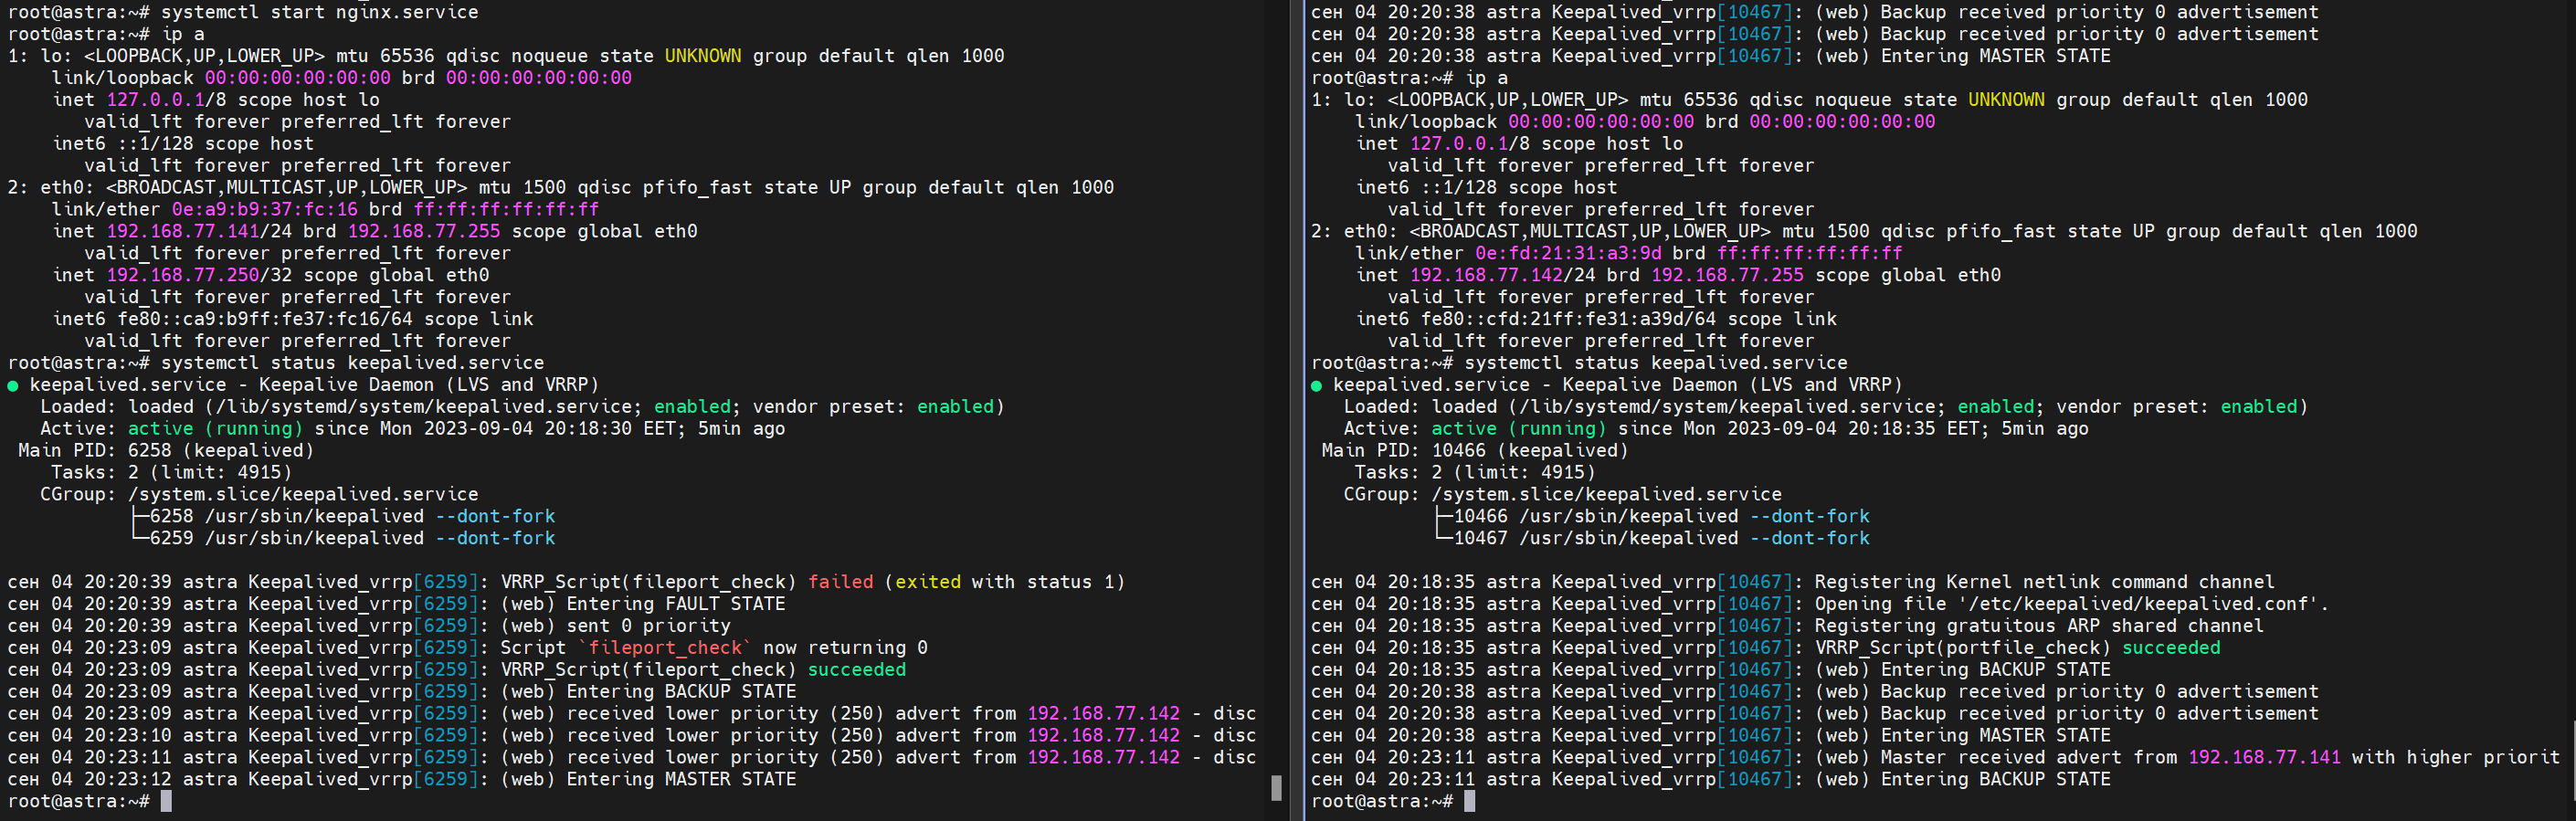 root@astra:~# systemctl start nginx.service
root@astra:~# ip a
1: lo: <LOOPBACK,UP,LOWER_UP> mtu 65536 qdisc noqueue state UNKNOWN group default qlen 1000
    link/loopback 00:00:00:00:00:00 brd 00:00:00:00:00:00
    inet 127.0.0.1/8 scope host lo
       valid_lft forever preferred_lft forever
    inet6 ::1/128 scope host
       valid_lft forever preferred_lft forever
2: eth0: <BROADCAST,MULTICAST,UP,LOWER_UP> mtu 1500 qdisc pfifo_fast state UP group default qlen 1000
    link/ether 0e:a9:b9:37:fc:16 brd ff:ff:ff:ff:ff:ff
    inet 192.168.77.141/24 brd 192.168.77.255 scope global eth0
       valid_lft forever preferred_lft forever
    inet 192.168.77.250/32 scope global eth0
       valid_lft forever preferred_lft forever
    inet6 fe80::ca9:b9ff:fe37:fc16/64 scope link
       valid_lft forever preferred_lft forever
root@astra:~# systemctl status keepalived.service
● keepalived.service - Keepalive Daemon (LVS and VRRP)
   Loaded: loaded (/lib/systemd/system/keepalived.service; enabled; vendor preset: enabled)
   Active: active (running) since Mon 2023-09-04 20:18:30 EET; 5min ago
 Main PID: 6258 (keepalived)
    Tasks: 2 (limit: 4915)
   CGroup: /system.slice/keepalived.service
           ├─6258 /usr/sbin/keepalived --dont-fork
           └─6259 /usr/sbin/keepalived --dont-fork
сен 04 20:20:39 astra Keepalived_vrrp[6259]: VRRP_Script(fileport_check) failed (exited with status 1)
сен 04 20:20:39 astra Keepalived_vrrp[6259]: (web) Entering FAULT STATE
сен 04 20:20:39 astra Keepalived_vrrp[6259]: (web) sent 0 priority
сен 04 20:23:09 astra Keepalived_vrrp[6259]: Script `fileport_check` now returning 0
сен 04 20:23:09 astra Keepalived_vrrp[6259]: VRRP_Script(fileport_check) succeeded
сен 04 20:23:09 astra Keepalived_vrrp[6259]: (web) Entering BACKUP STATE
сен 04 20:23:09 astra Keepalived_vrrp[6259]: (web) received lower priority (250) advert from 192.168.77.142 - disc
сен 04 20:23:10 astra Keepalived_vrrp[6259]: (web) received lower priority (250) advert from 192.168.77.142 - disc
сен 04 20:23:11 astra Keepalived_vrrp[6259]: (web) received lower priority (250) advert from 192.168.77.142 - disc
сен 04 20:23:12 astra Keepalived_vrrp[6259]: (web) Entering MASTER STATE
root@astra:~#
сен 04 20:20:38 astra Keepalived_vrrp[10467]: (web) Backup received priority 0 advertisement
сен 04 20:20:38 astra Keepalived_vrrp[10467]: (web) Backup received priority 0 advertisement
сен 04 20:20:38 astra Keepalived_vrrp[10467]: (web) Entering MASTER STATE
root@astra:~# ip a
1: lo: <LOOPBACK,UP,LOWER_UP> mtu 65536 qdisc noqueue state UNKNOWN group default qlen 1000
    link/loopback 00:00:00:00:00:00 brd 00:00:00:00:00:00
    inet 127.0.0.1/8 scope host lo
       valid_lft forever preferred_lft forever
    inet6 ::1/128 scope host
       valid_lft forever preferred_lft forever
2: eth0: <BROADCAST,MULTICAST,UP,LOWER_UP> mtu 1500 qdisc pfifo_fast state UP group default qlen 1000
    link/ether 0e:fd:21:31:a3:9d brd ff:ff:ff:ff:ff:ff
    inet 192.168.77.142/24 brd 192.168.77.255 scope global eth0
       valid_lft forever preferred_lft forever
    inet6 fe80::cfd:21ff:fe31:a39d/64 scope link
       valid_lft forever preferred_lft forever
root@astra:~# systemctl status keepalived.service
● keepalived.service - Keepalive Daemon (LVS and VRRP)
   Loaded: loaded (/lib/systemd/system/keepalived.service; enabled; vendor preset: enabled)
   Active: active (running) since Mon 2023-09-04 20:18:35 EET; 5min ago
 Main PID: 10466 (keepalived)
    Tasks: 2 (limit: 4915)
   CGroup: /system.slice/keepalived.service
           ├─10466 /usr/sbin/keepalived --dont-fork
           └─10467 /usr/sbin/keepalived --dont-fork
сен 04 20:18:35 astra Keepalived_vrrp[10467]: Registering Kernel netlink command channel
сен 04 20:18:35 astra Keepalived_vrrp[10467]: Opening file '/etc/keepalived/keepalived.conf'.
сен 04 20:18:35 astra Keepalived_vrrp[10467]: Registering gratuitous ARP shared channel
сен 04 20:18:35 astra Keepalived_vrrp[10467]: VRRP_Script(portfile_check) succeeded
сен 04 20:18:35 astra Keepalived_vrrp[10467]: (web) Entering BACKUP STATE
сен 04 20:20:38 astra Keepalived_vrrp[10467]: (web) Backup received priority 0 advertisement
сен 04 20:20:38 astra Keepalived_vrrp[10467]: (web) Backup received priority 0 advertisement
сен 04 20:20:38 astra Keepalived_vrrp[10467]: (web) Entering MASTER STATE
сен 04 20:23:11 astra Keepalived_vrrp[10467]: (web) Master received advert from 192.168.77.141 with higher priorit
сен 04 20:23:11 astra Keepalived_vrrp[10467]: (web) Entering BACKUP STATE
root@astra:~#